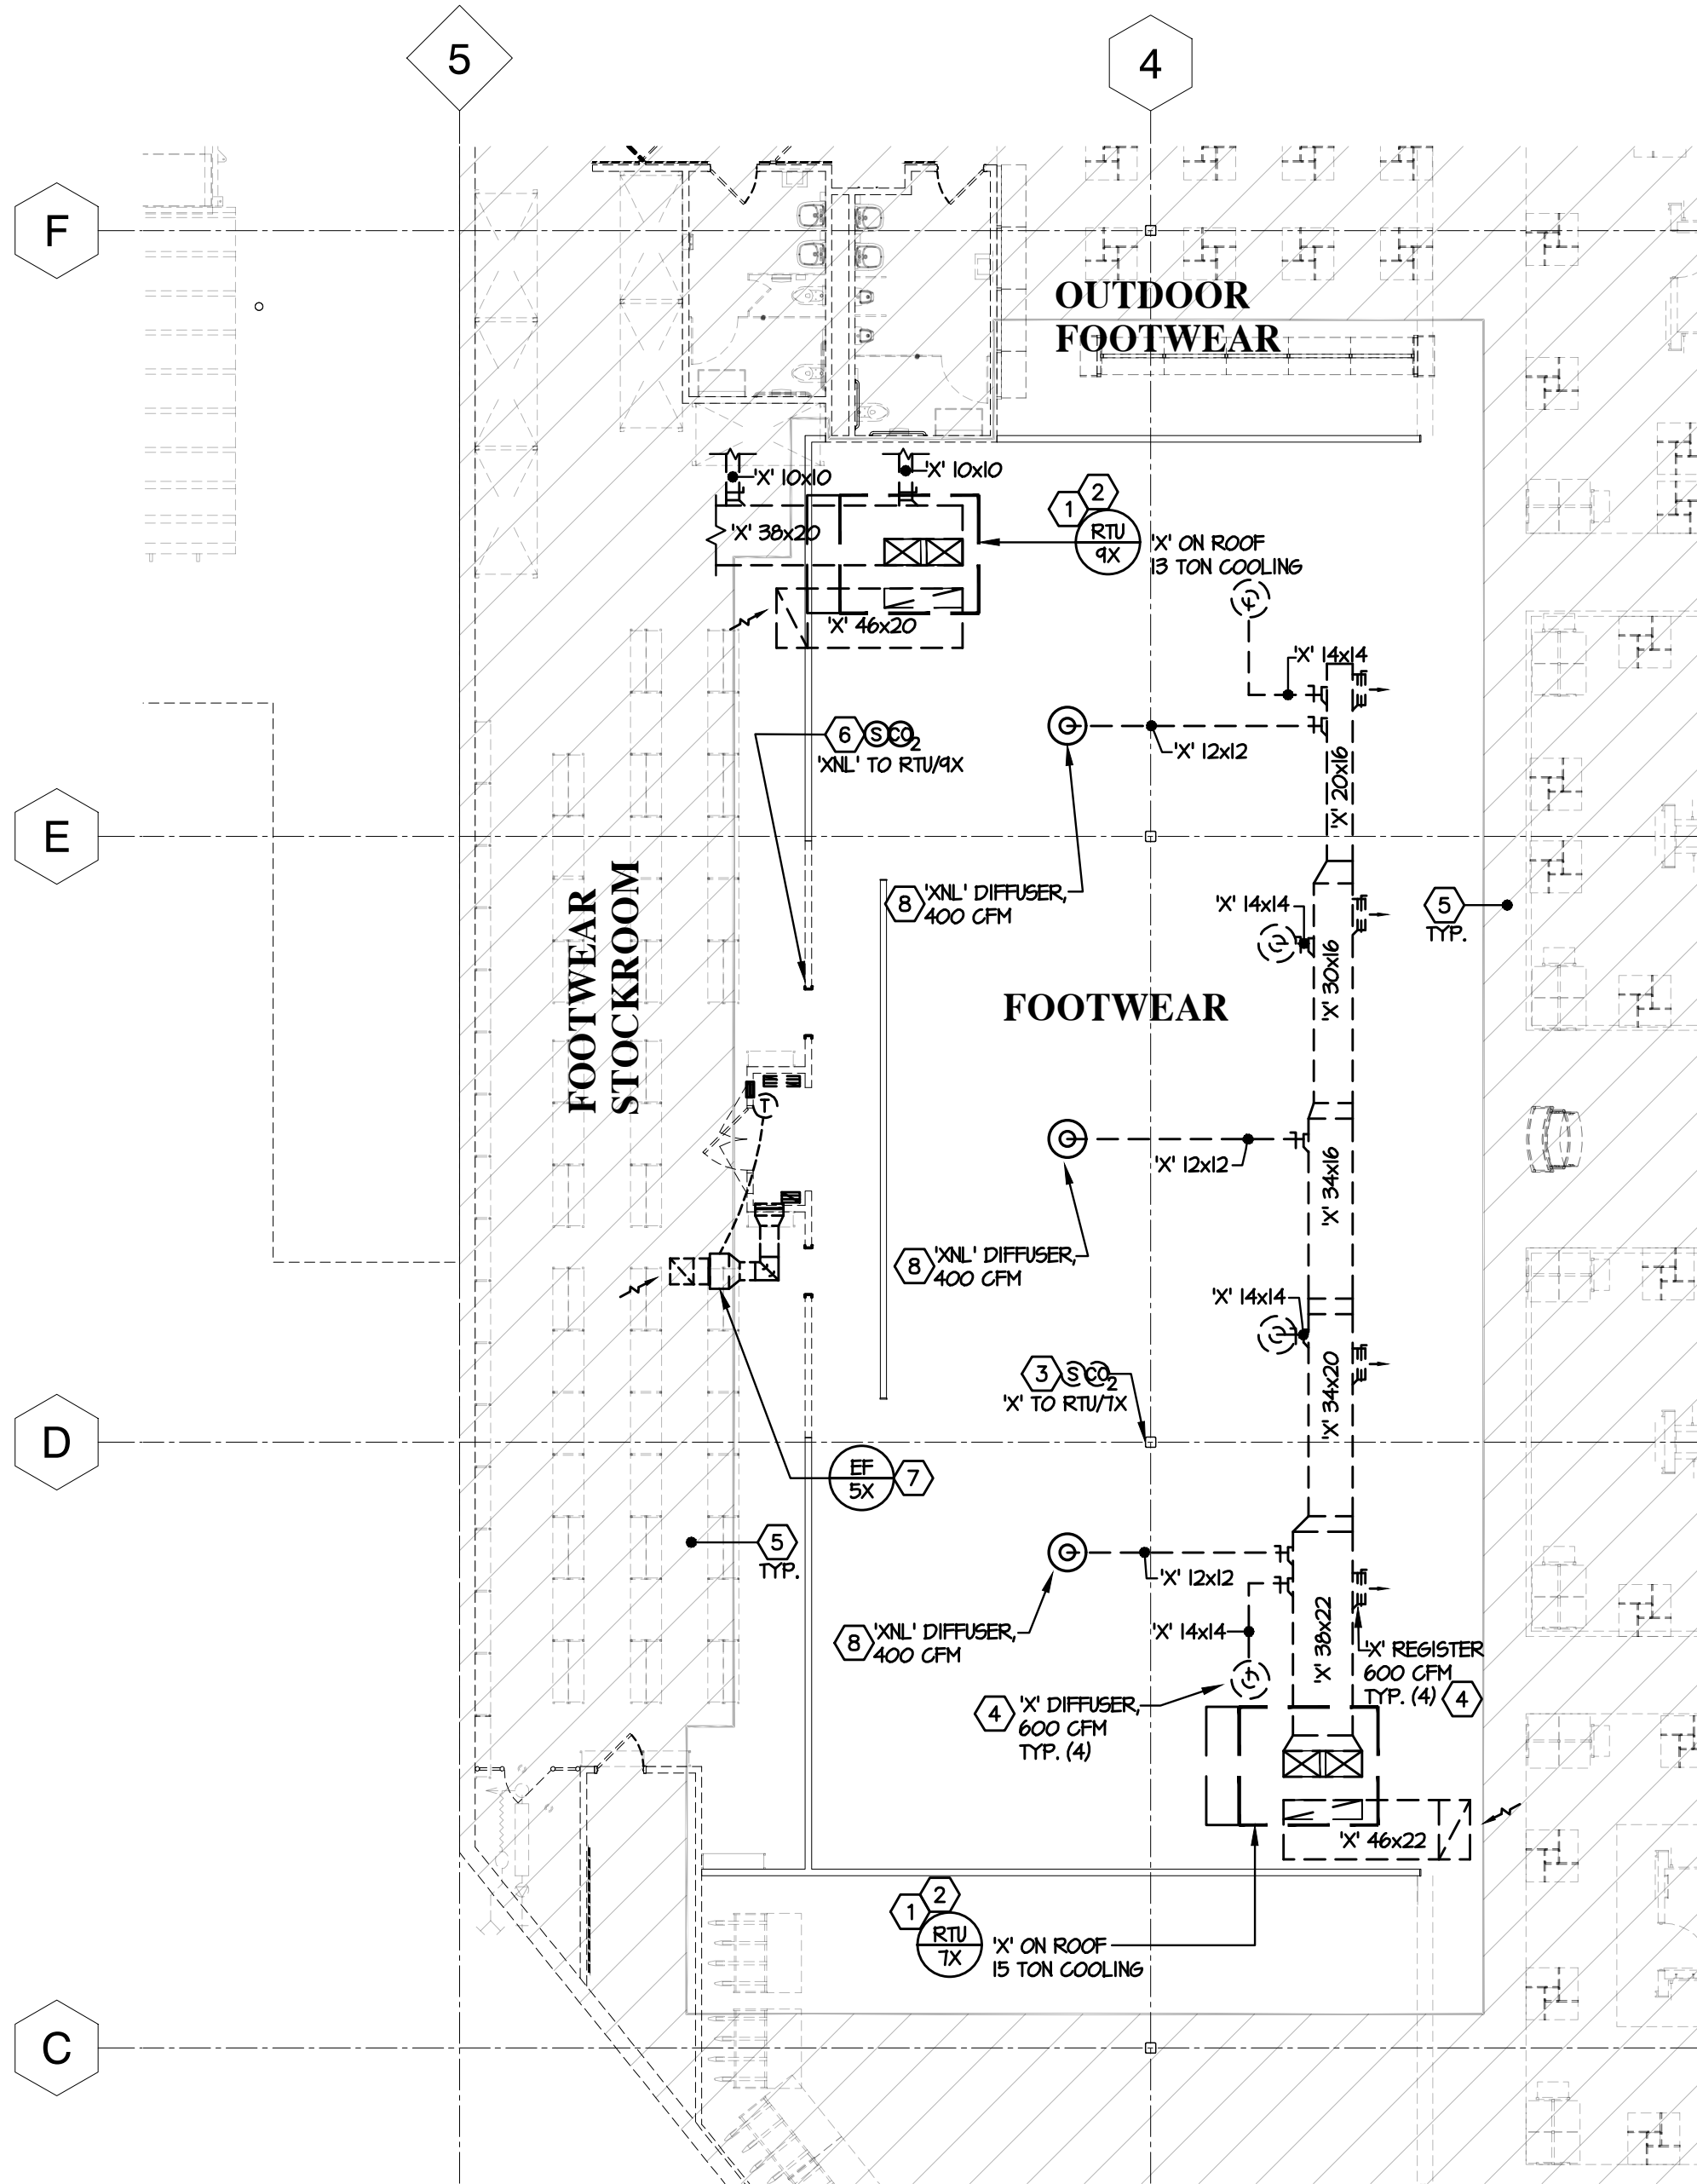 5
4
F
OUTDOOR
FOOTWEAR
'X' 10x10
'X' 10x10
1
2
RTU
9X
'X' ON ROOF
13 TON COOLING
'X' 38x20
'X' 46x20
'X' 14x14
6 S CO2
'XNL' TO RTU/9X
'X' 12x12
'X' 20x16
E
8 'XNL' DIFFUSER,
400 CFM
'X' 14x14
5
TYP.
FOOTWEAR
STOCKROOM
'X' 30x16
FOOTWEAR
T
'X' 12x12
'X' 34x16
8 'XNL' DIFFUSER,
400 CFM
'X' 14x14
3 S CO2
'X' TO RTU/7X
'X' 34x20
D
EF
5X
7
5
TYP.
'X' 12x12
8 'XNL' DIFFUSER,
400 CFM
'X' 14x14
'X' 38x22
'X' REGISTER
600 CFM
TYP. (4) 4
4 'X' DIFFUSER,
600 CFM
TYP. (4)
'X' 46x22
1
2
RTU
7X
'X' ON ROOF
15 TON COOLING
C